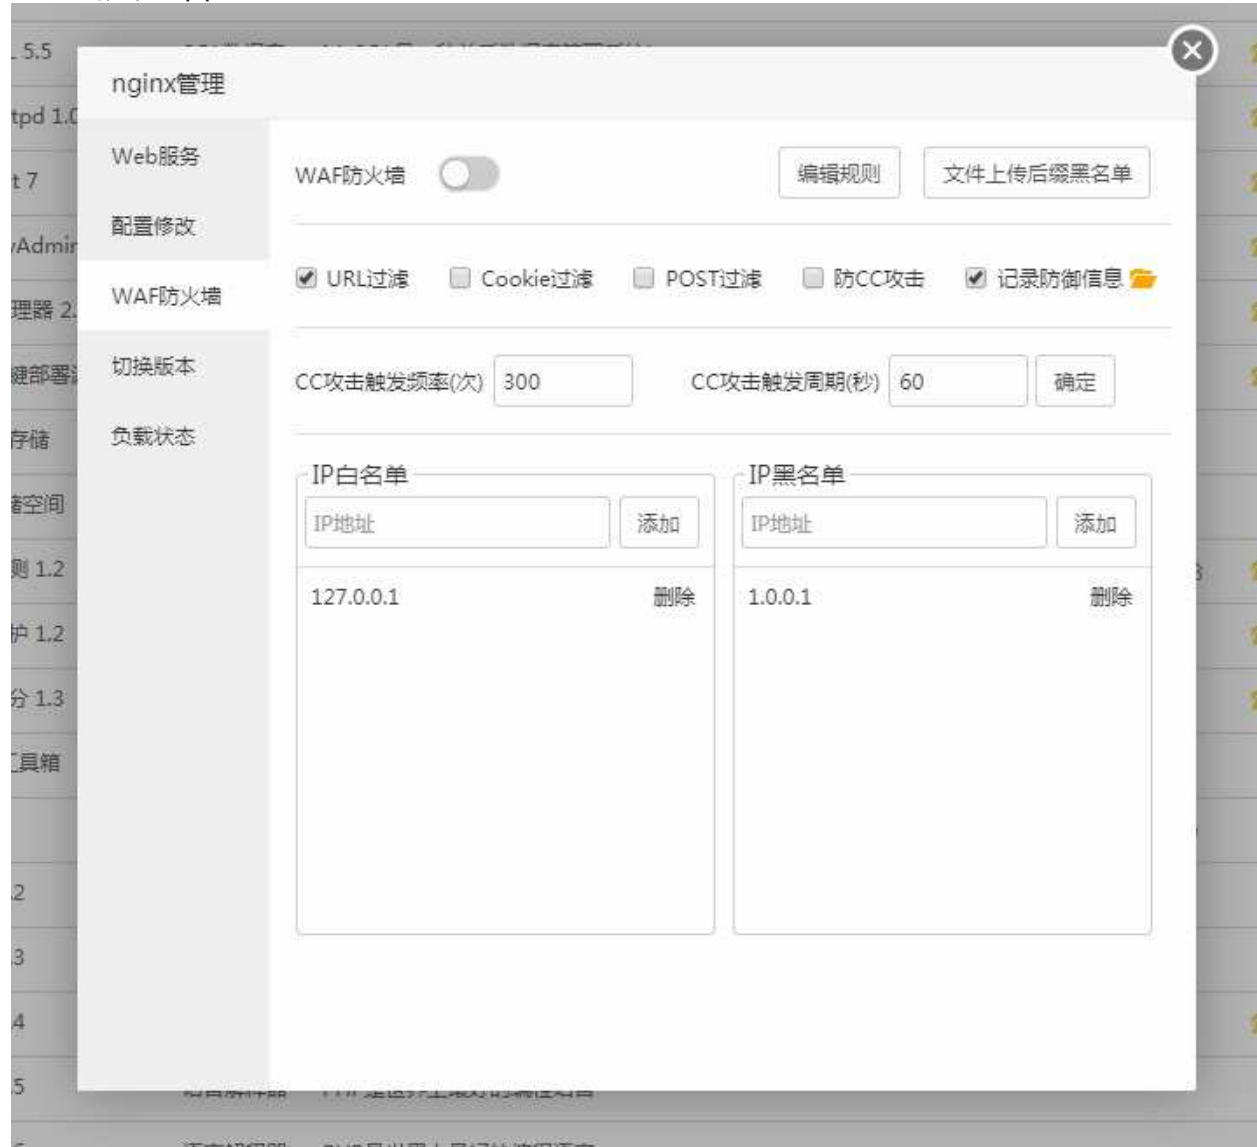 5.5
nginx管理
tpd 1.0
Web服务
WAF防火墙
编辑规则
文件上传后缀黑名单
t 7
配置修改
Admin
URL过滤
Cookie过滤
POST过滤
防CC攻击
记录防御信息
WAF防火墙
理器 2.
切换版本
CC攻击触发频率(次) 300
CC攻击触发周期(秒) 60
确定
键部署
负载状态
存储
IP白名单
IP黑名单
IP地址
添加
IP地址
添加
储空间
测 1.2
127.0.0.1
删除
1.0.0.1
删除
护 1.2
分 1.3
工具箱
.2
.3
.4
.5